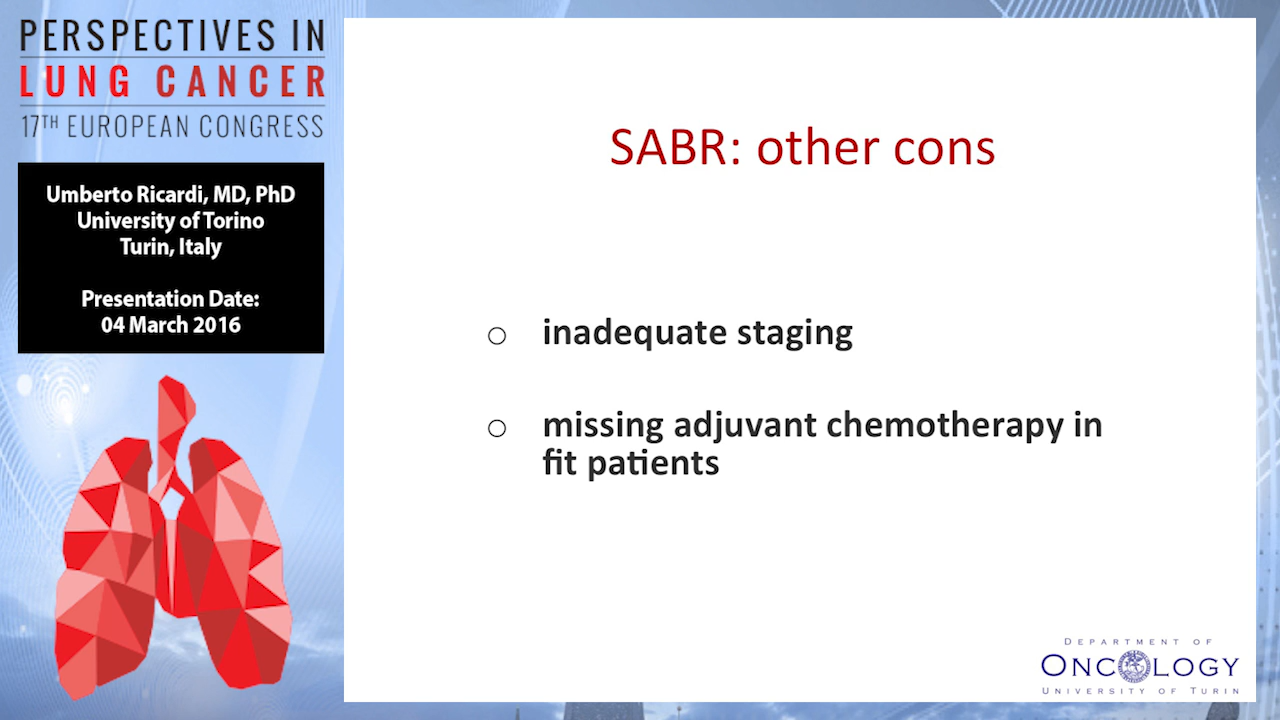 PERSPECTIVES IN
LUNG CANCER
17TH EUROPEAN CONGRESS
Umberto Ricardi, MD, PhD
University of Torino
Turin, Italy
Presentation Date:
04 March 2016
SABR: other cons
o inadequate staging
o missing adjuvant chemotherapy in
fit patients
DEPARTMENT OF
ONCOLOGY
UNIVERSITY OF TURIN